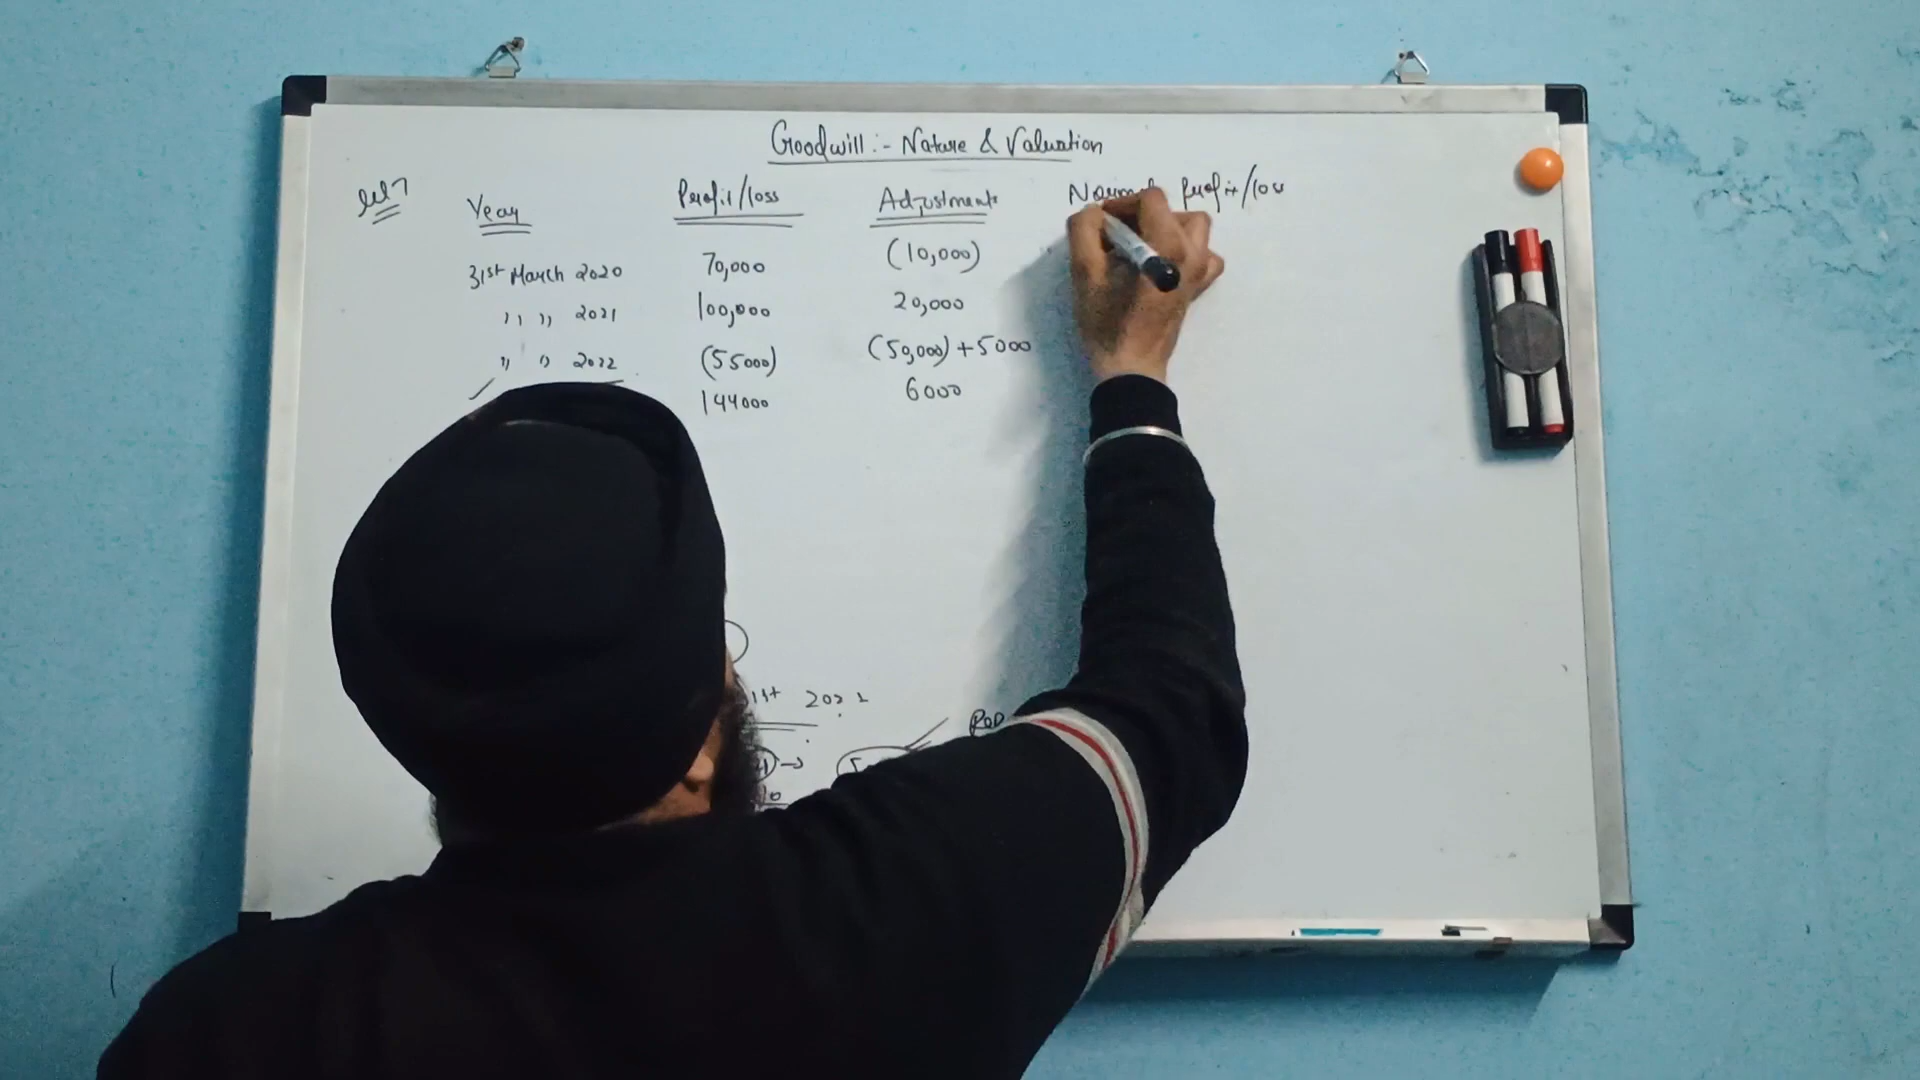 Goodwill :- Nature & Valuation
Year Profit/loss Adjustments Normal Profit/loss
31st March 2020 70,000 (10,000)
,, ,, 2021 100,000 20,000
,, ,, 2022 (55000) (50,000) + 5000
144000 6000
2022